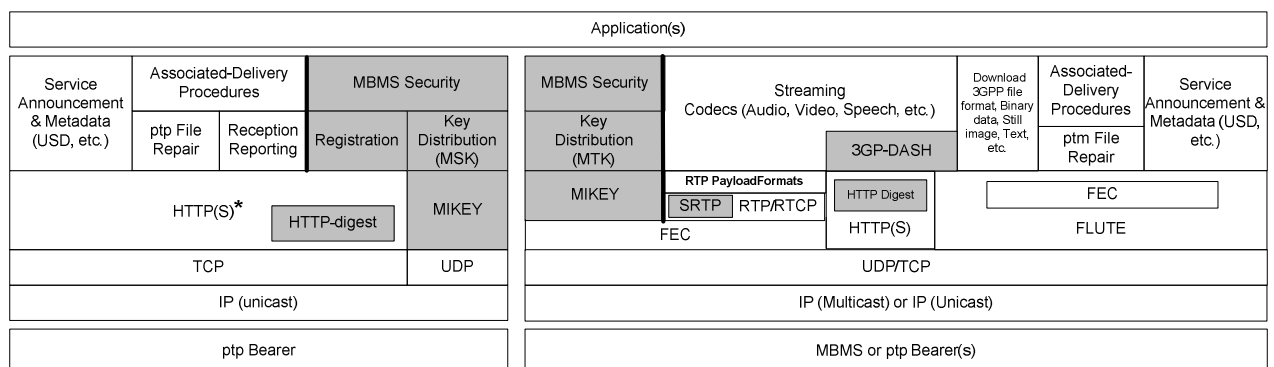 Application(s)
Service
Announcement
& Metadata
(USD, etc.)
Associated-Delivery
Procedures
ptp File
Repair
Reception
Reporting
MBMS Security
Registration
Key
Distribution
(MSK)
HTTP(S)*
HTTP-digest
MIKEY
TCP
UDP
IP (unicast)
ptp Bearer
MBMS Security
Key
Distribution
(MTK)
MIKEY
Streaming
Codecs (Audio, Video, Speech, etc.)
3GP-DASH
RTP PayloadFormats
SRTP
RTP/RTCP
FEC
HTTP Digest
HTTP(S)
Download
3GPP file
format, Binary
data, Still
image, Text,
etc.
Associated-
Delivery
Procedures
ptm File
Repair
Service
Announcement &
Metadata (USD,
etc.)
FEC
FLUTE
UDP/TCP
IP (Multicast) or IP (Unicast)
MBMS or ptp Bearer(s)